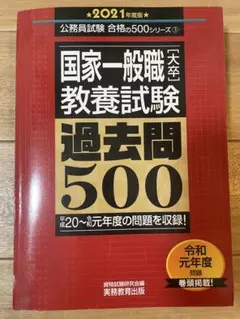 ★2021年度版★
公務員試験 合格の500シリーズ③
国家一般職[大卒]
教養試験
過去問
500
平成20〜令和元年度の問題を収録!
令和
元年度
問題
巻頭掲載!
資格試験研究会編
実務教育出版